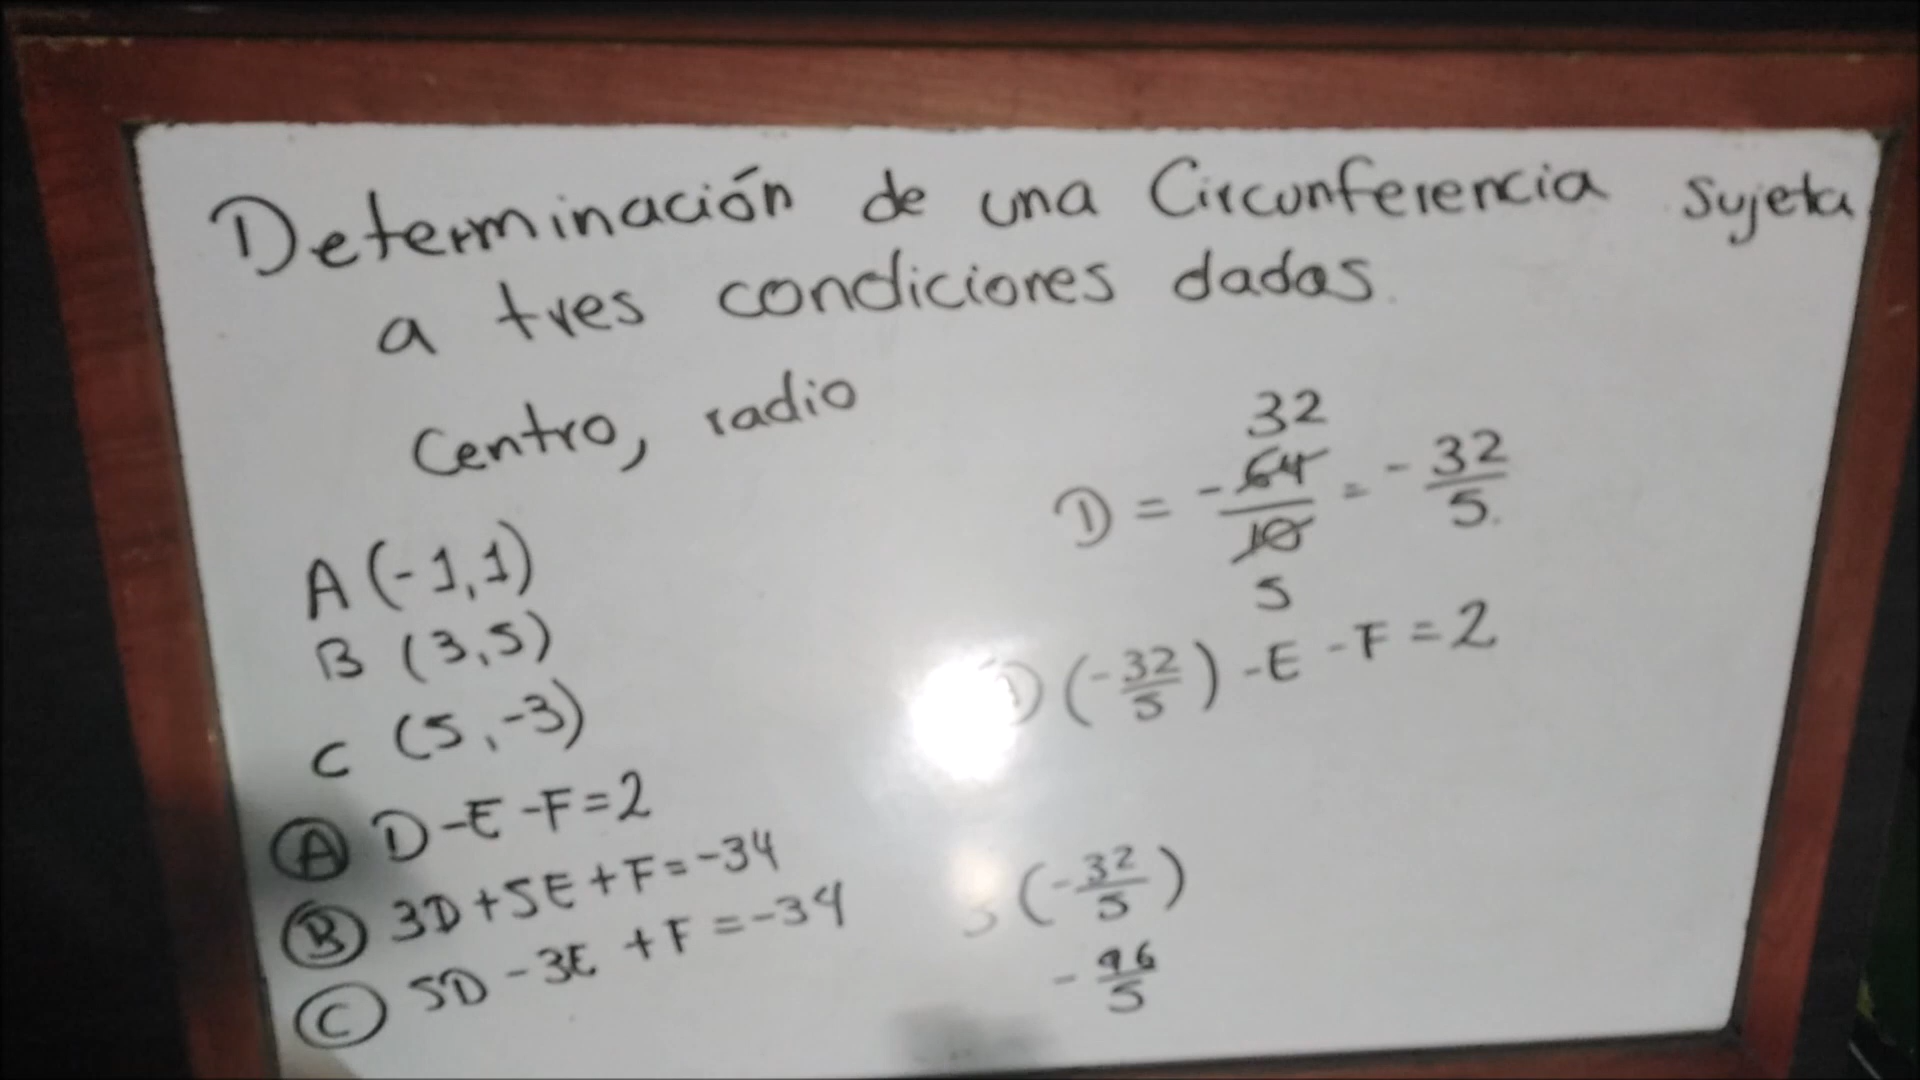 Determinación de una Circunferencia sujeta
a tres condiciones dadas.
Centro, radio
A (-1,1)
B (3,5)
C (5,-3)
Ⓐ D-E-F=2
Ⓑ 3D+5E+F=-34
Ⓒ 5D-3E+F=-34
32
D = -64/10 = -32/5.
5
D(-32/5)-E-F=2
3(-32/5)
-96/5